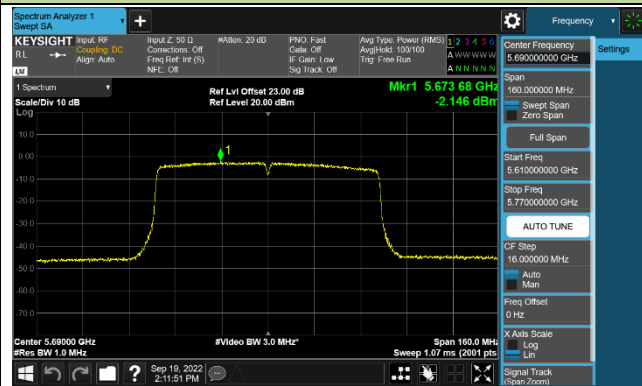 Spectrum Analyzer 1
Swept SA
Frequency
KEYSIGHT
RL
LXI
Input: RF
Coupling: DC
Align: Auto
Input Z: 50 Ω
Corrections: Off
Freq Ref: Int (S)
NFE: Off
#Atten: 20 dB
PNO: Fast
Gate: Off
IF Gain: Low
Sig Track: Off
Avg Type: Power (RMS)
Avg|Hold: 100/100
Trig: Free Run
1 2 3 4 5 6
A W W W W W
A N N N N N
1 Spectrum
Scale/Div 10 dB
Log
Ref Lvl Offset 23.00 dB
Ref Level 20.00 dBm
Mkr1 5.673 68 GHz
-2.146 dBm
1
10.0
0.00
-10.0
-20.0
-30.0
-40.0
-50.0
-60.0
-70.0
Center 5.69000 GHz
#Res BW 1.0 MHz
#Video BW 3.0 MHz*
Span 160.0 MHz
Sweep 1.07 ms (2001 pts)
Sep 19, 2022
2:11:51 PM
Center Frequency
5.690000000 GHz
Span
160.000000 MHz
Swept Span
Zero Span
Full Span
Start Freq
5.610000000 GHz
Stop Freq
5.770000000 GHz
AUTO TUNE
CF Step
16.000000 MHz
Auto
Man
Freq Offset
0 Hz
X Axis Scale
Log
Lin
Signal Track
(Span Zoom)
Settings